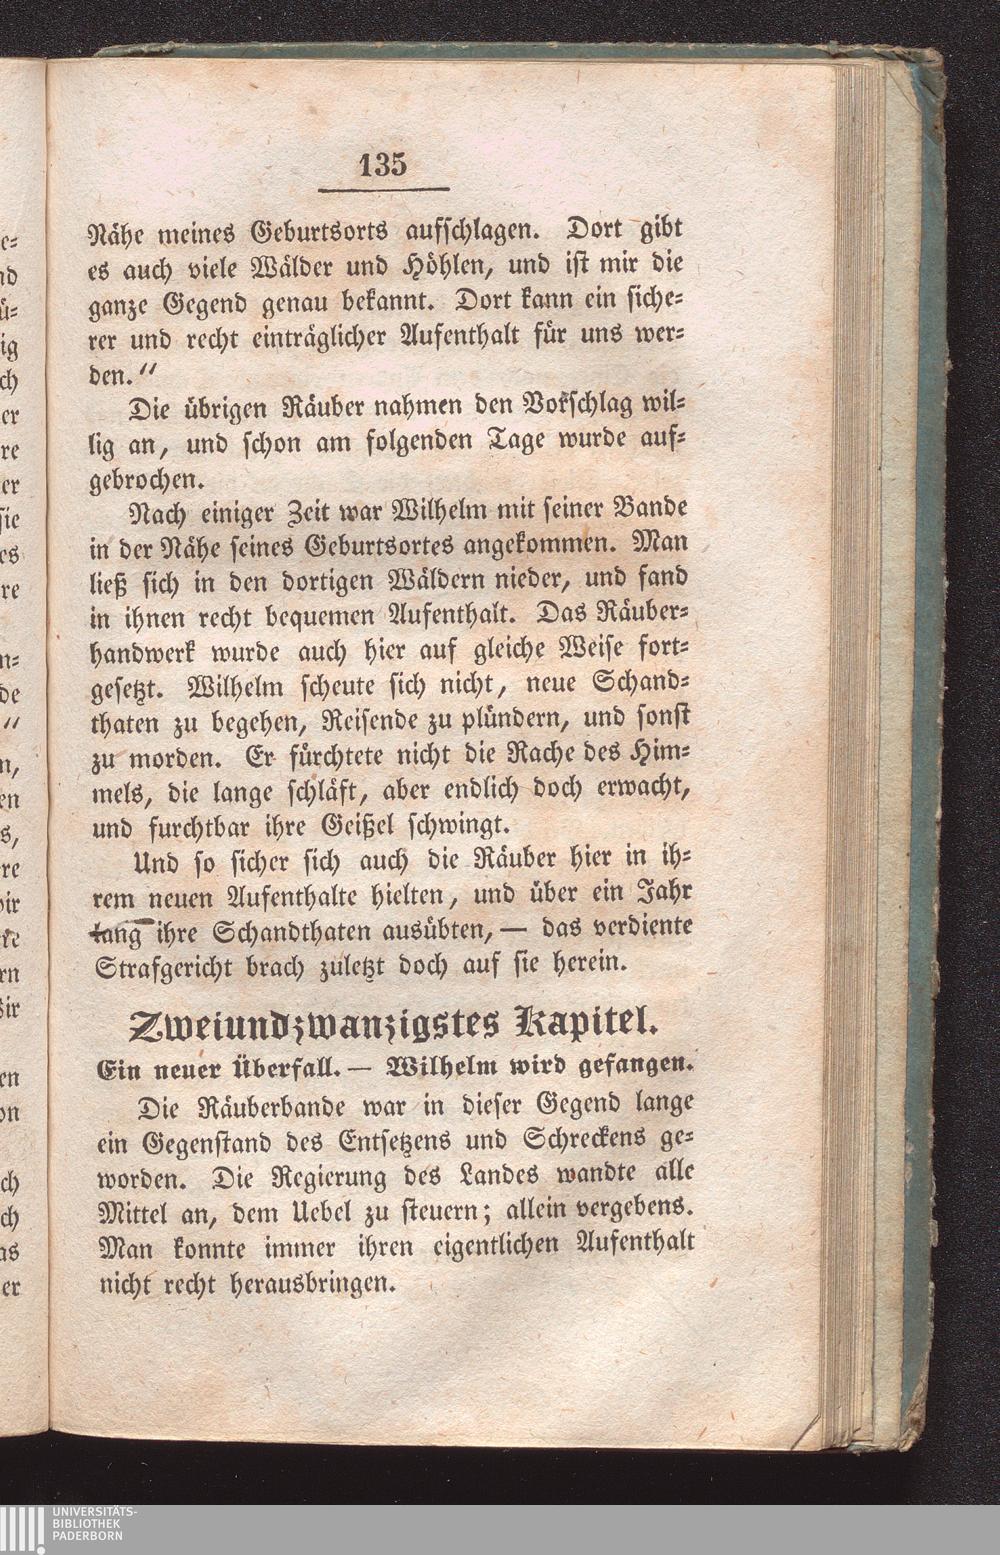 135
Nähe meines Geburtsorts aufschlagen. Dort gibt
es auch viele Wälder und Höhlen, und ist mir die
ganze Gegend genau bekannt. Dort kann ein siche⸗
rer und recht einträglicher Aufenthalt für uns wer⸗
den."
Die übrigen Räuber nahmen den Vorschlag wil⸗
lig an, und schon am folgenden Tage wurde auf⸗
gebrochen.
Nach einiger Zeit war Wilhelm mit seiner Bande
in der Nähe seines Geburtsortes angekommen. Man
ließ sich in den dortigen Wäldern nieder, und fand
in ihnen recht bequemen Aufenthalt. Das Räuber⸗
handwerk wurde auch hier auf gleiche Weise fort⸗
gesetzt. Wilhelm scheute sich nicht, neue Schand⸗
thaten zu begehen, Reisende zu plündern, und sonst
zu morden. Er fürchtete nicht die Rache des Him⸗
mels, die lange schläft, aber endlich doch erwacht,
und furchtbar ihre Geißel schwingt.
Und so sicher sich auch die Räuber hier in ih⸗
rem neuen Aufenthalte hielten, und über ein Jahr
lang ihre Schandthaten ausübten, — das verdiente
Strafgericht brach zuletzt doch auf sie herein.
Zweiundzwanzigstes Kapitel.
Ein neuer Überfall. — Wilhelm wird gefangen.
Die Räuberbande war in dieser Gegend lange
ein Gegenstand des Entsetzens und Schreckens ge⸗
worden. Die Regierung des Landes wandte alle
Mittel an, dem Uebel zu steuern; allein vergebens.
Man konnte immer ihren eigentlichen Aufenthalt
nicht recht herausbringen.
UNIVERSITÄTS-
BIBLIOTHEK
PADERBORN